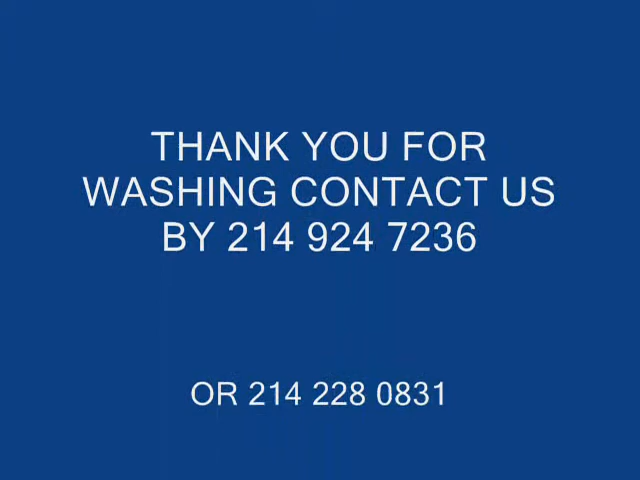 THANK YOU FOR
WASHING CONTACT US
BY 214 924 7236
OR 214 228 0831